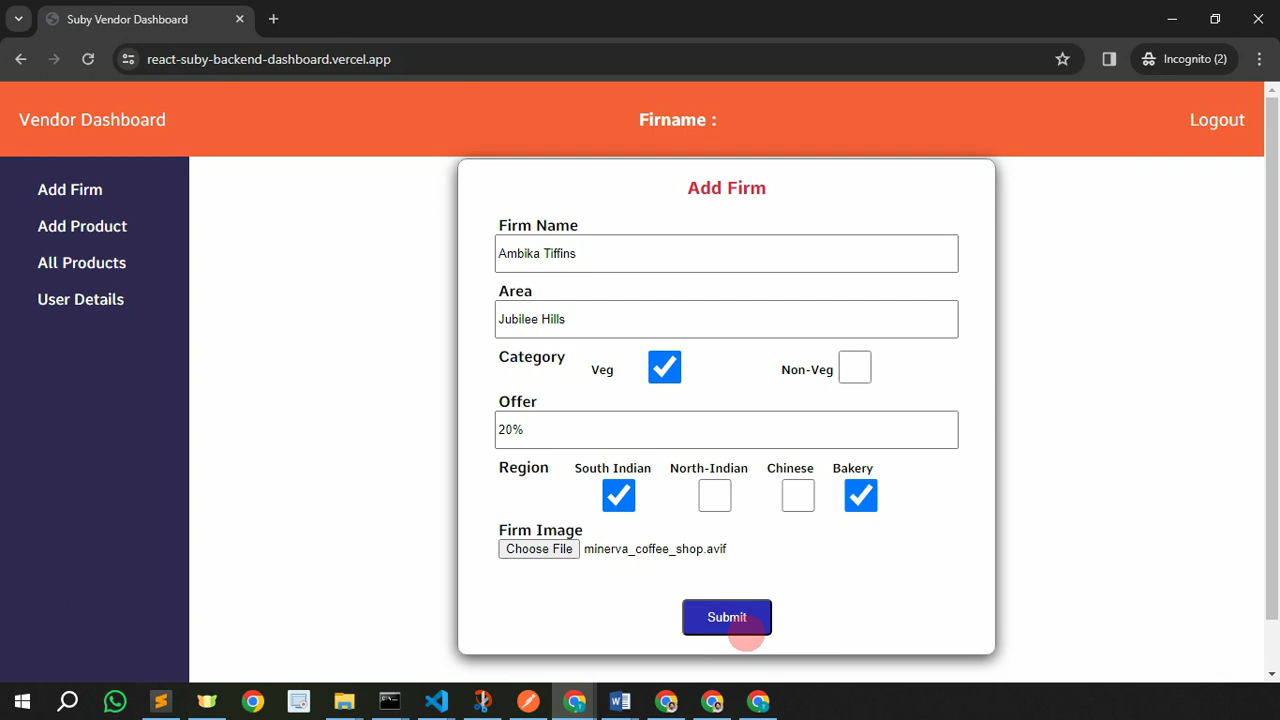 Suby Vendor Dashboard
react-suby-backend-dashboard.vercel.app
Incognito (2)
Vendor Dashboard
Firname :
Logout
Add Firm
Add Product
All Products
User Details
Add Firm
Firm Name
Ambika Tiffins
Area
Jubilee Hills
Category Veg Non-Veg
Offer
20%
Region South Indian North-Indian Chinese Bakery
Firm Image
Choose File minerva_coffee_shop.avif
Submit